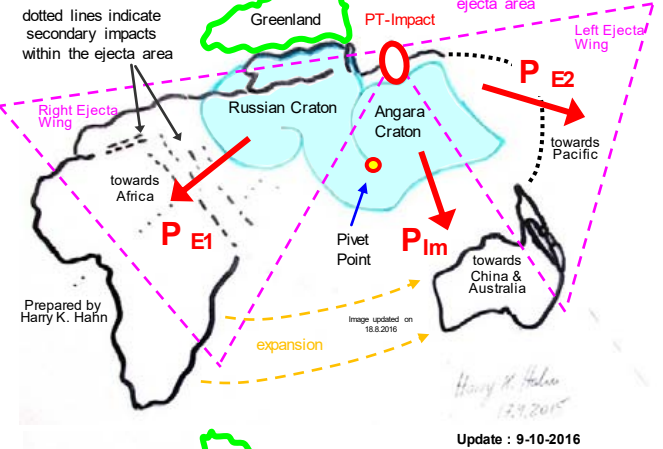 ejecta area
dotted lines indicate
secondary impacts
within the ejecta area
Greenland
PT-Impact
Left Ejecta
Wing
P E2
Right Ejecta
Wing
Russian Craton
Angara
Craton
towards
Pacific
towards
Africa
P E1
Pivet
Point
P Im
towards
China &
Australia
Prepared by
Harry K. Hahn
Image updated on
18.8.2016
expansion
Harry K. Hahn
13.9.2015
Update : 9-10-2016